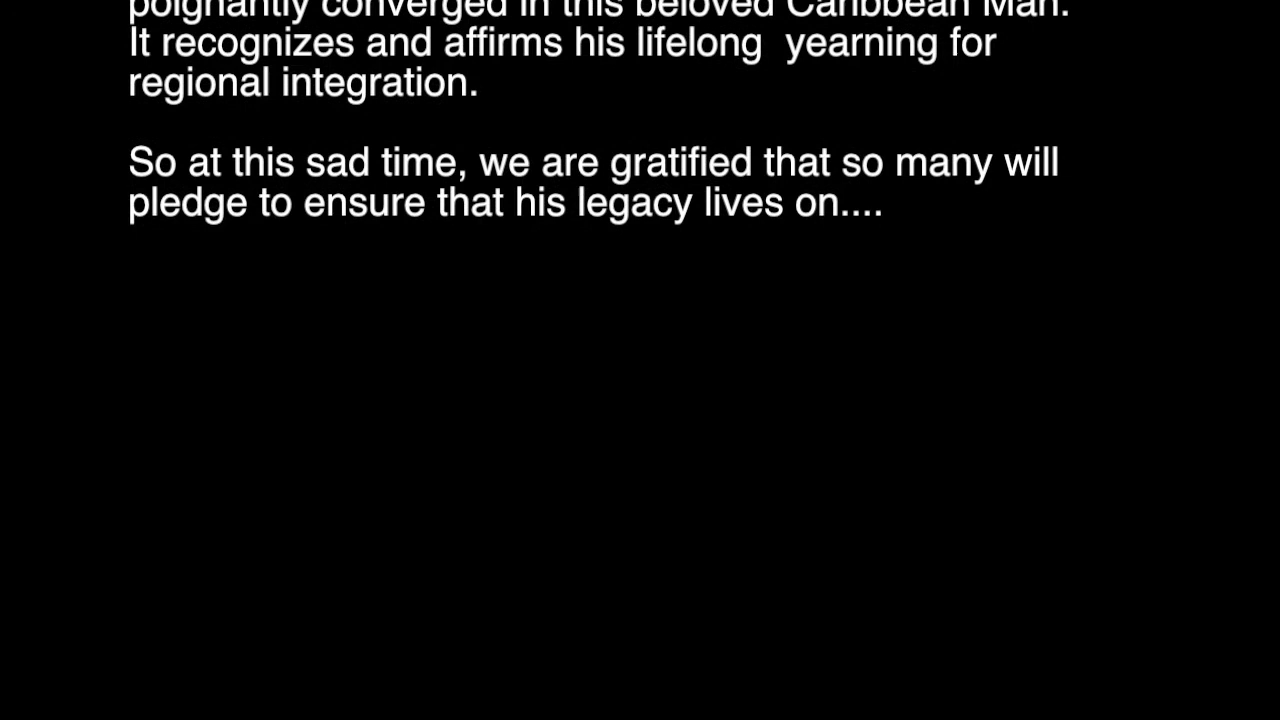 poignantly converged in this beloved Caribbean Man.
It recognizes and affirms his lifelong  yearning for
regional integration.
So at this sad time, we are gratified that so many will
pledge to ensure that his legacy lives on....